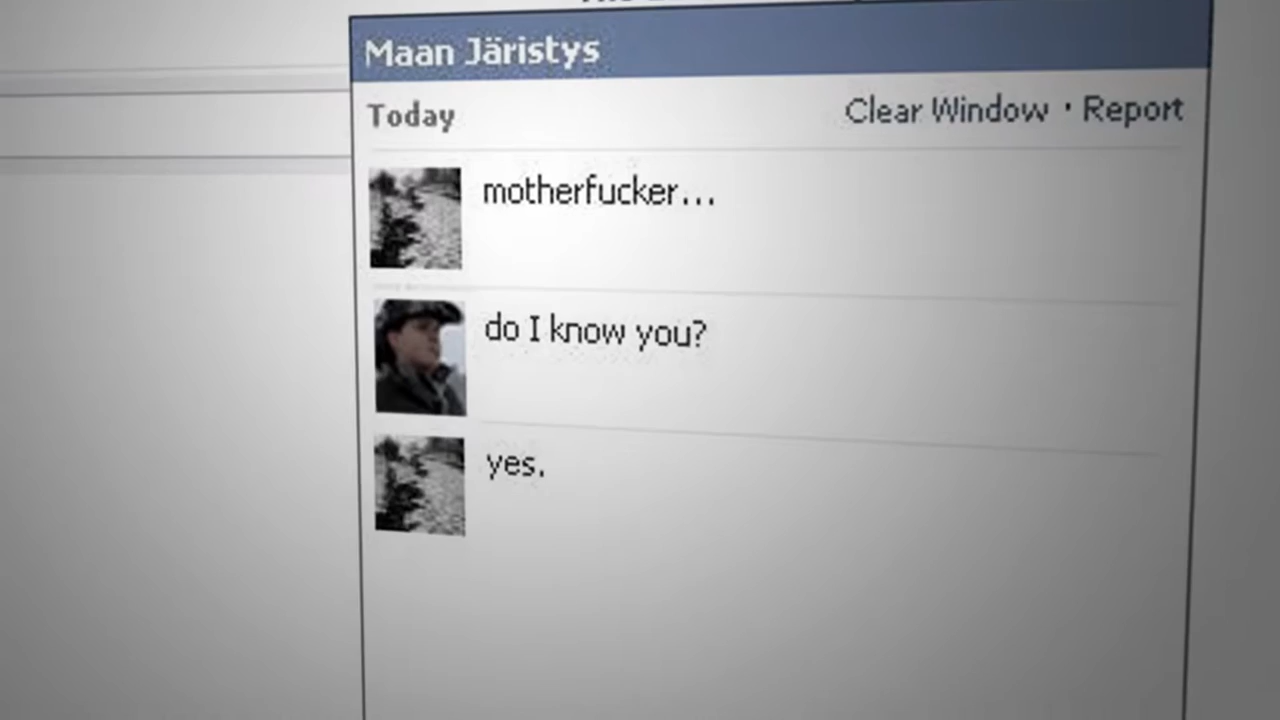 Maan Järistys
Today
Clear Window · Report
motherfucker...
do I know you?
yes.